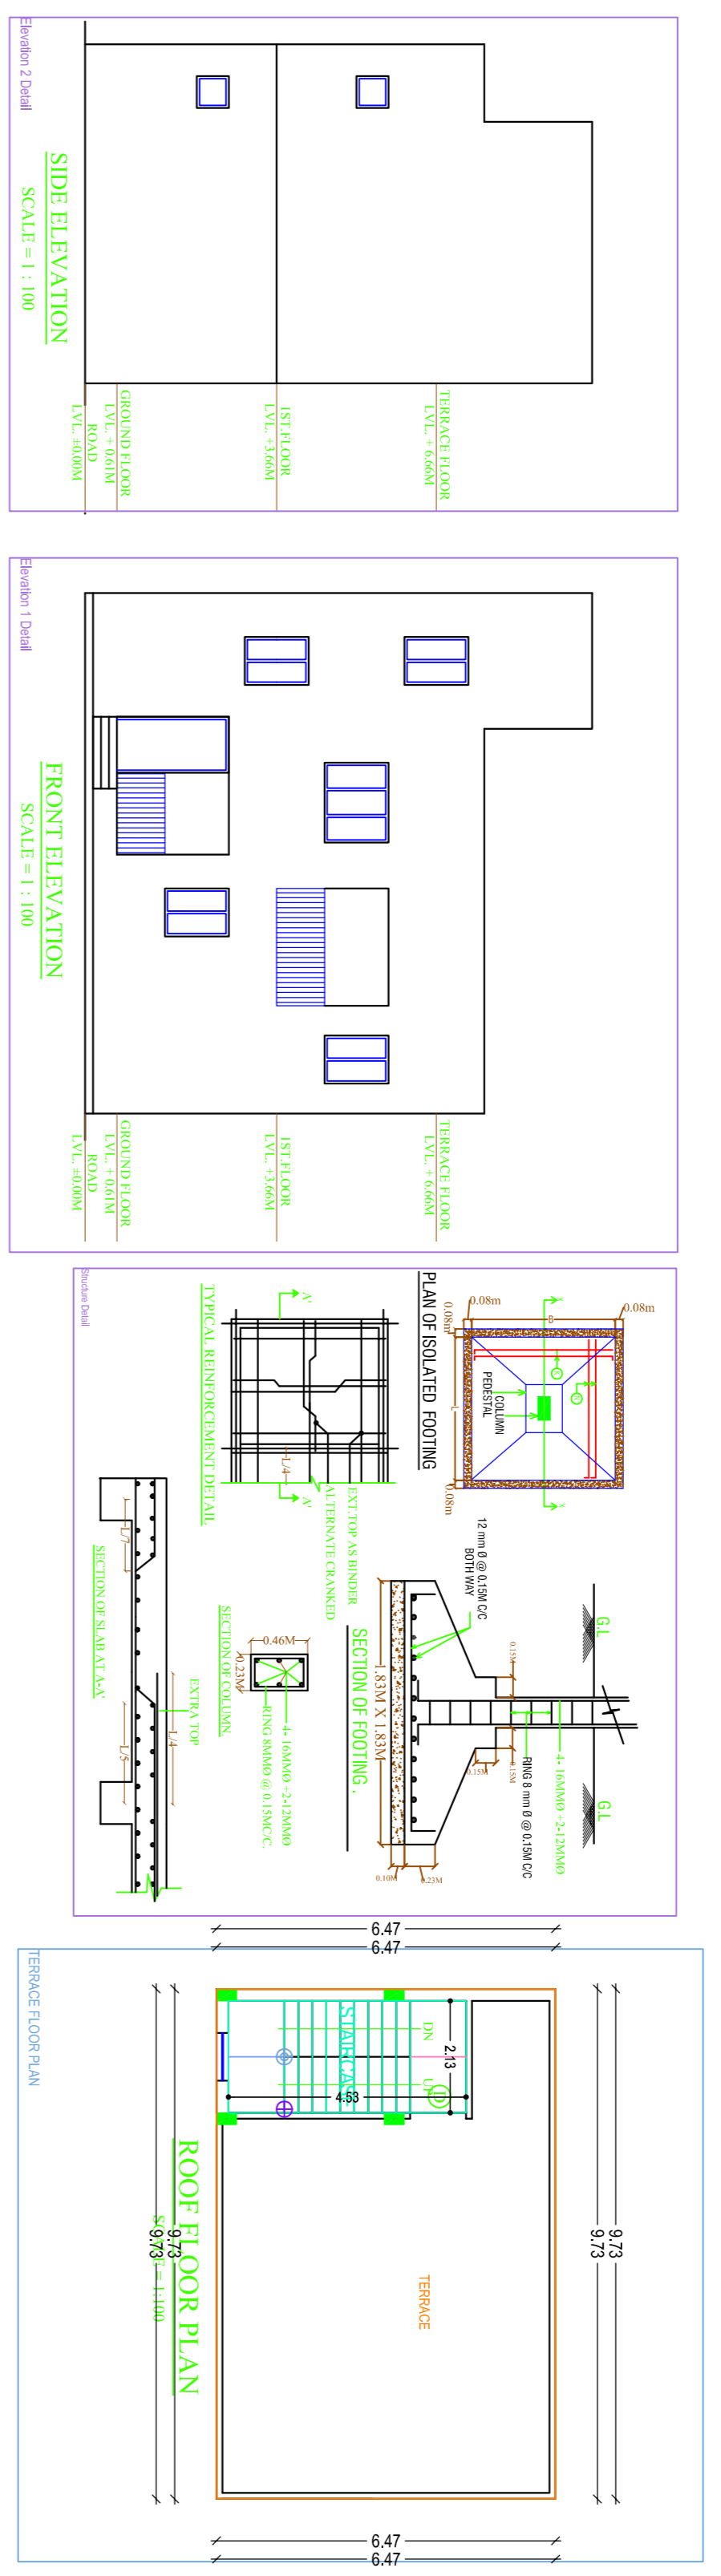 Elevation 2 Detail
SIDE ELEVATION
SCALE = 1 : 100
TERRACE FLOOR
LVL. + 6.66M
1ST.FLOOR
LVL. +3.66M
GROUND FLOOR
LVL. + 0.61M
ROAD
LVL. ±0.00M
Elevation 1 Detail
FRONT ELEVATION
SCALE = 1 : 100
TERRACE FLOOR
LVL. + 6.66M
1ST.FLOOR
LVL. +3.66M
GROUND FLOOR
LVL. + 0.61M
ROAD
LVL. ±0.00M
Structure Detail
PLAN OF ISOLATED FOOTING
0.08m
0.08m
0.08m
0.08m
B
L
x
x
COLUMN
PEDESTAL
TYPICAL REINFORCEMENT DETAIL
A'
A'
L/4
EXT.TOP AS BINDER
ALTERNATE CRANKED
12 mm Ø @ 0.15M C/C
BOTH WAY
G.L
G.L
0.15M
0.15M
0.15M
4- 16MMØ +2-12MMØ
RING 8 mm Ø @ 0.15M C/C
1.83M X 1.83M
0.10M
0.23M
SECTION OF FOOTING .
0.46M
0.23M
4- 16MMØ +2-12MMØ
RING 8MMØ @ 0.15MC/C.
SECTION OF COLUMN
SECTION OF SLAB AT A-A'
L/7
EXTRA TOP
L/4
L/5
TERRACE FLOOR PLAN
6.47
6.47
9.73
9.73
STAIRCAS
DN
UP
D
2.13
4.53
TERRACE
9.73
9.73
ROOF FLOOR PLAN
SCALE = 1:100
6.47
6.47